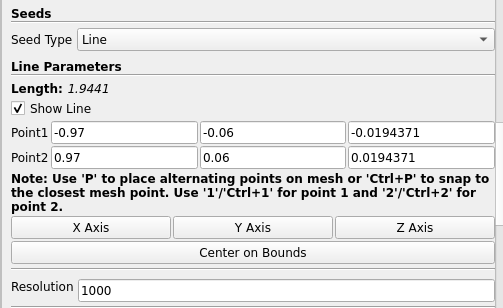 Seeds
Seed Type Line
Line Parameters
Length: 1.9441
Show Line
Point1 -0.97 -0.06 -0.0194371
Point2 0.97 0.06 0.0194371
Note: Use 'P' to place alternating points on mesh or 'Ctrl+P' to snap to
the closest mesh point. Use '1'/'Ctrl+1' for point 1 and '2'/'Ctrl+2' for
point 2.
X Axis Y Axis Z Axis
Center on Bounds
Resolution 1000